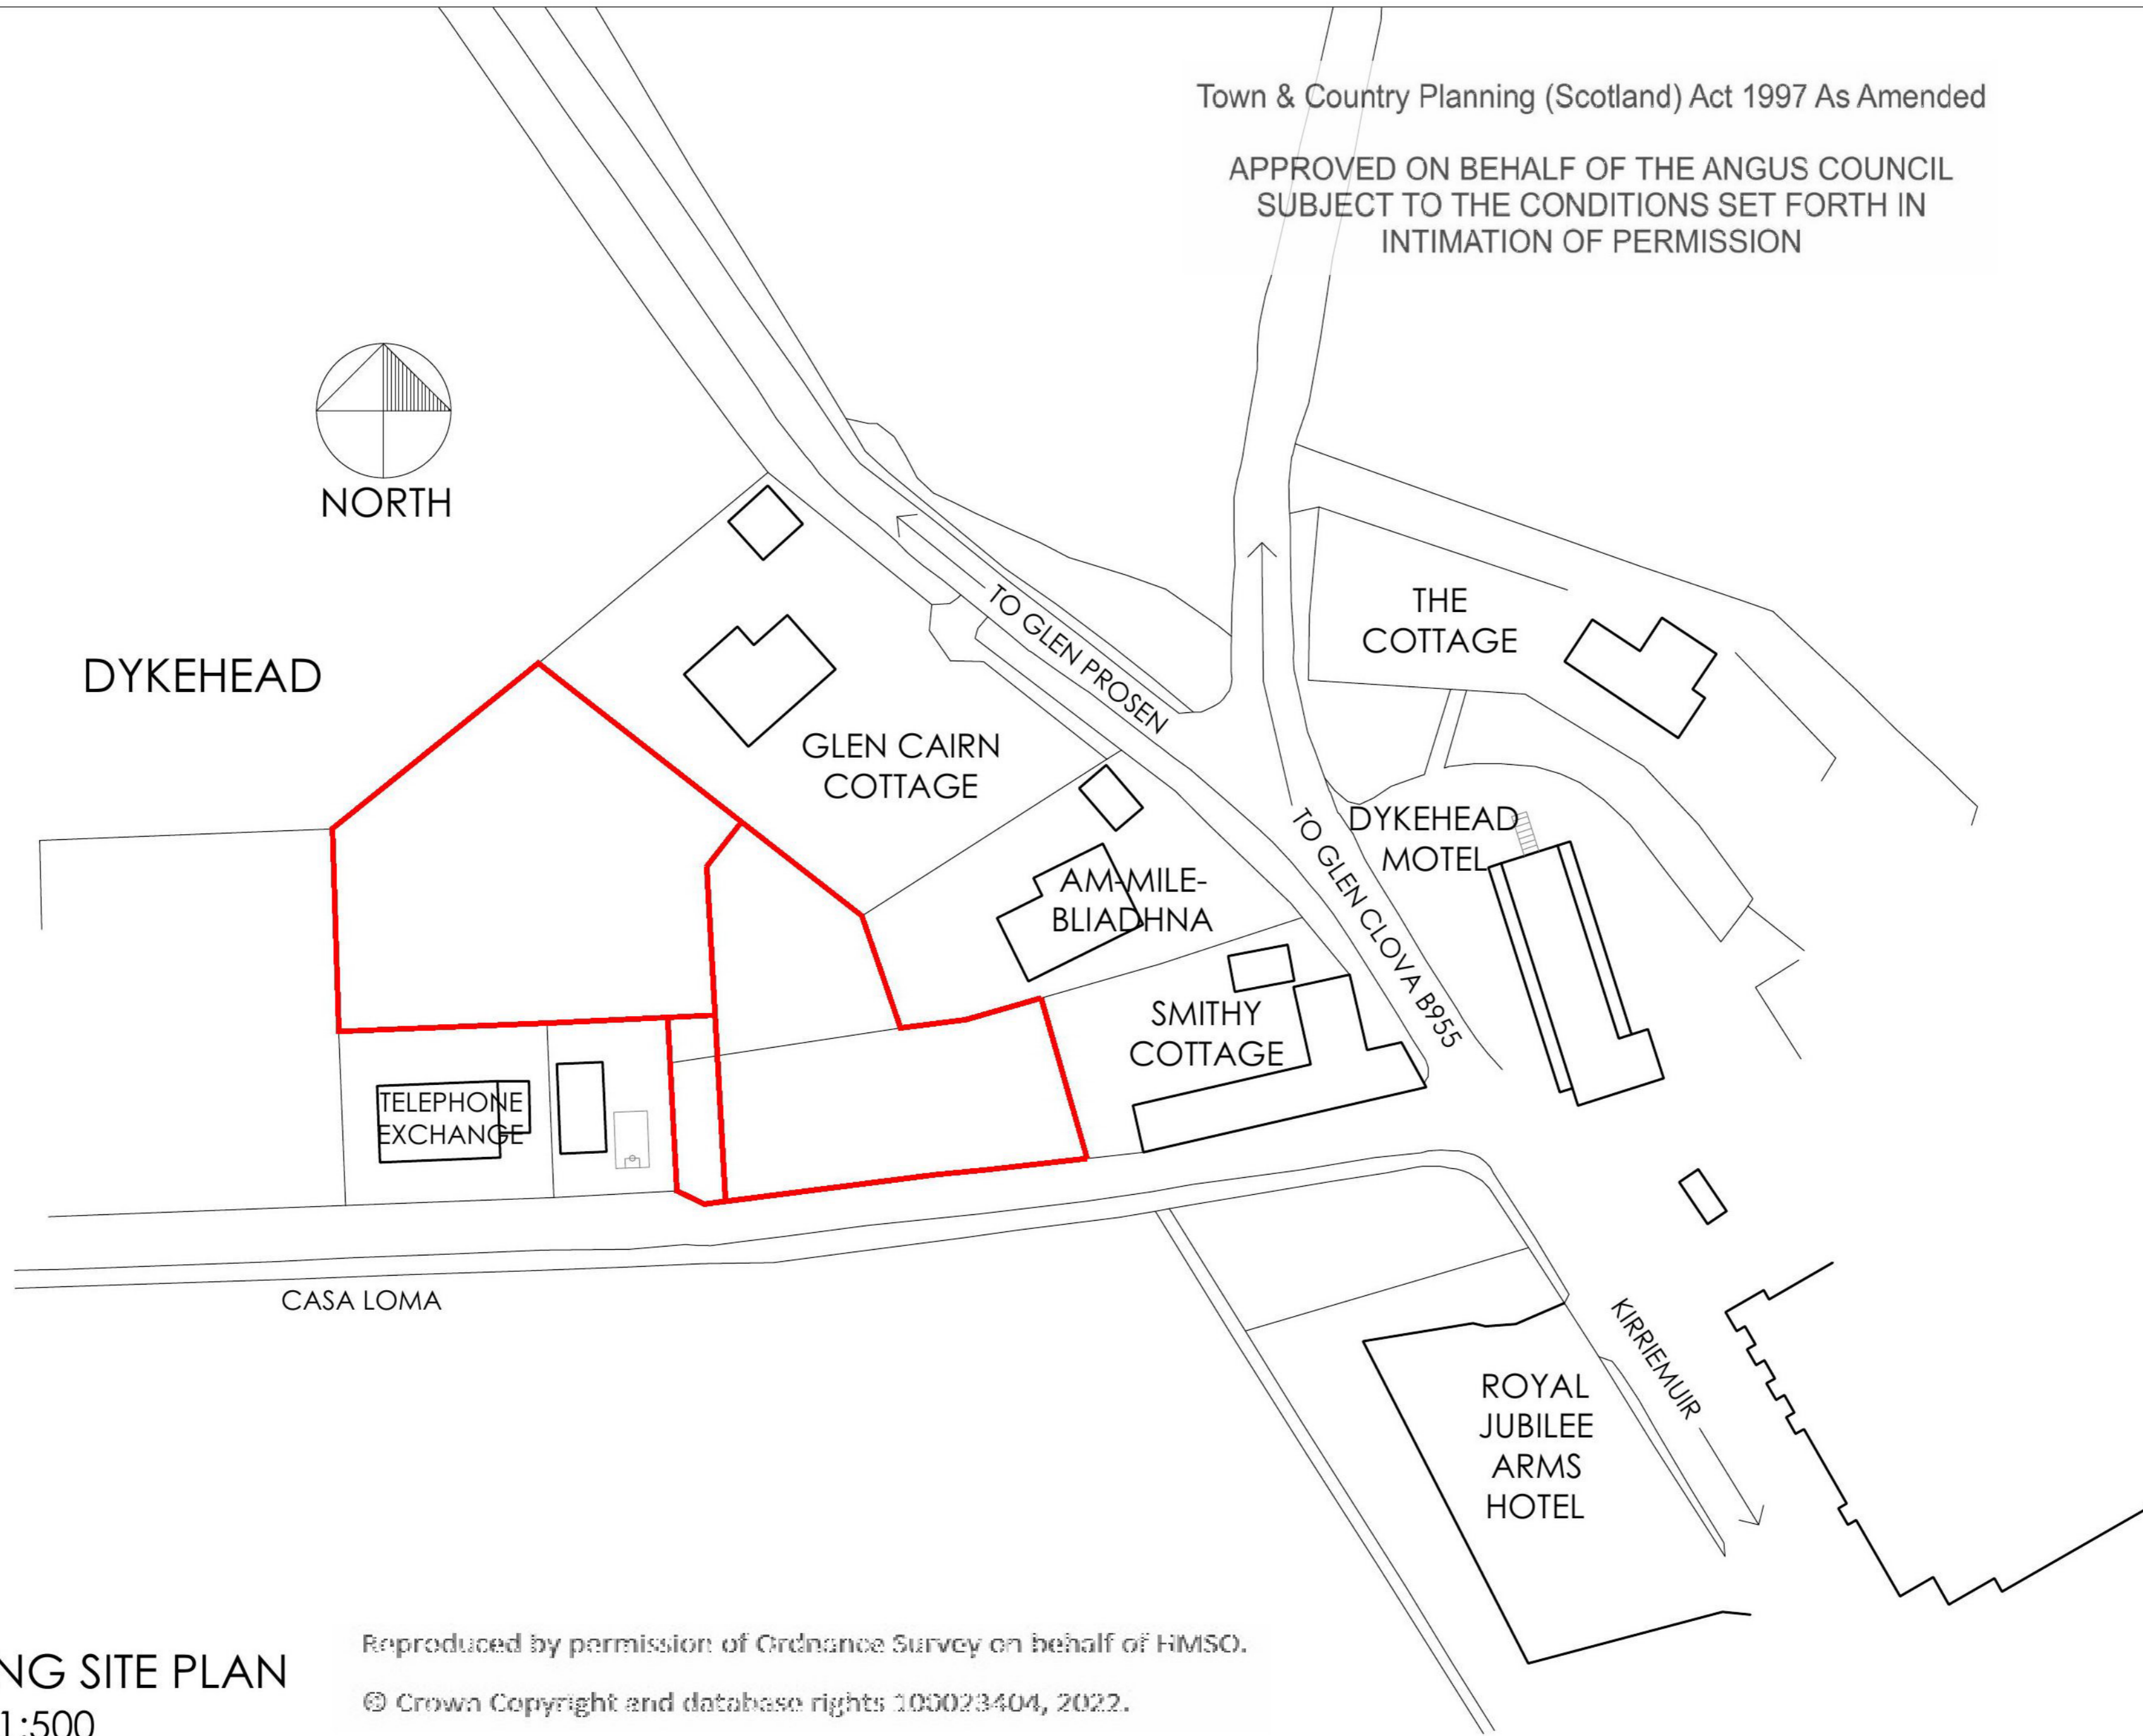 Town & Country Planning (Scotland) Act 1997 As Amended
APPROVED ON BEHALF OF THE ANGUS COUNCIL
SUBJECT TO THE CONDITIONS SET FORTH IN
INTIMATION OF PERMISSION
NORTH
DYKEHEAD
TO GLEN PROSEN
THE
COTTAGE
GLEN CAIRN
COTTAGE
DYKEHEAD
MOTEL
TO GLEN CLOVA B955
AM-MILE-
BLIADHNA
SMITHY
COTTAGE
TELEPHONE
EXCHANGE
CASA LOMA
KIRRIEMUIR
ROYAL
JUBILEE
ARMS
HOTEL
NG SITE PLAN
1:500
Reproduced by permission of Ordnance Survey on behalf of HMSO.
© Crown Copyright and database rights 100023404, 2022.